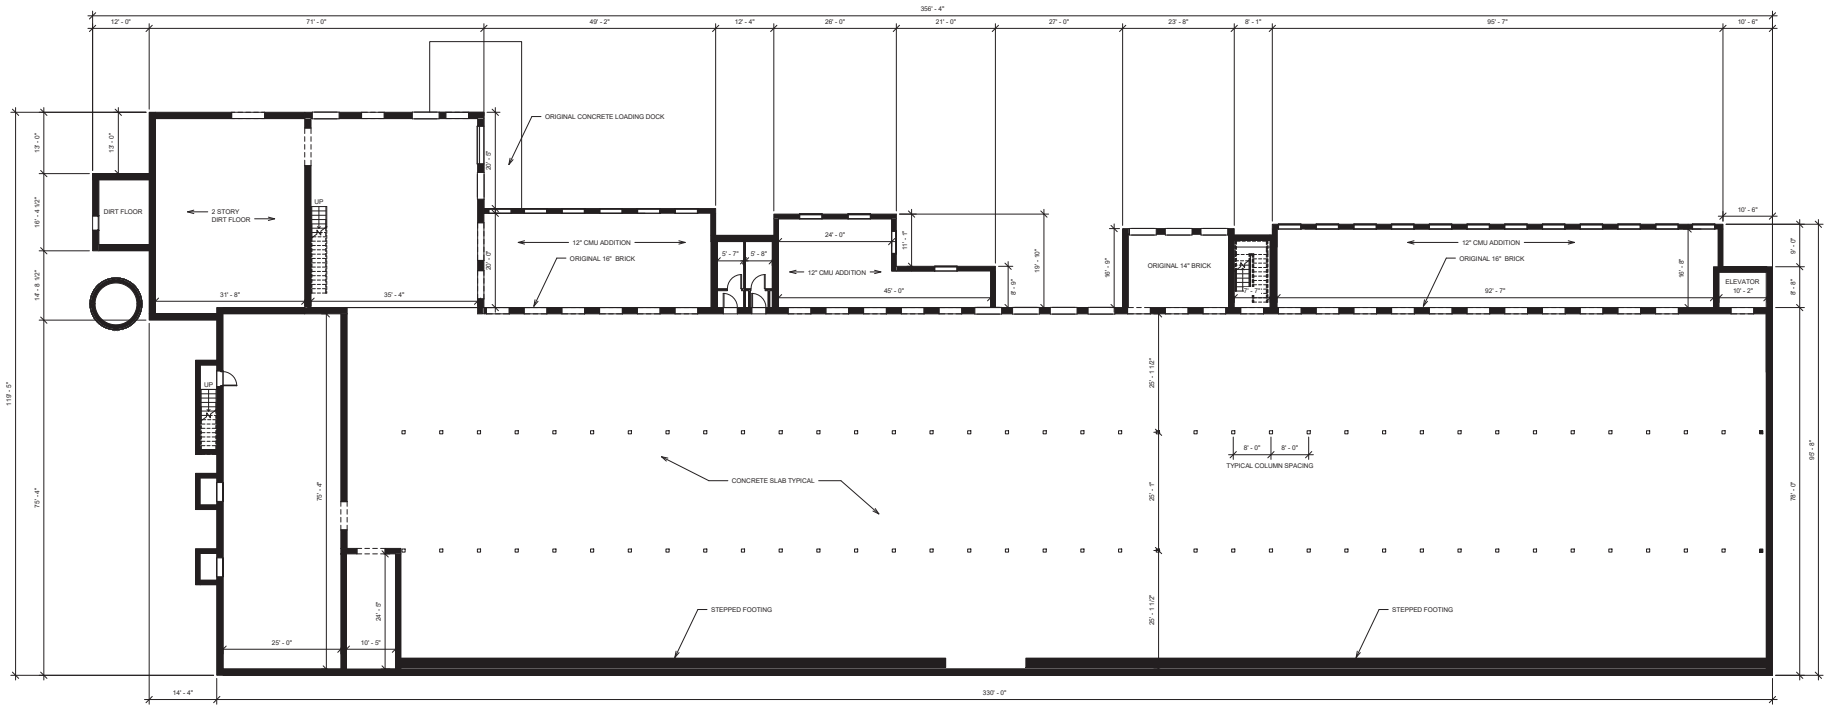 356' - 4"
12' - 0"
71' - 0"
49' - 2"
12' - 4"
26' - 0"
21' - 0"
27' - 0"
23' - 8"
8' - 1"
95' - 7"
10' - 6"
ORIGINAL CONCRETE LOADING DOCK
13' - 0"
13' - 0"
20' - 5"
DIRT FLOOR
2 STORY
DIRT FLOOR
UP
16' - 4 1/2"
10' - 6"
24' - 0"
11' - 1"
19' - 10"
12" CMU ADDITION
ORIGINAL 16" BRICK
5' - 7"
5' - 8"
12" CMU ADDITION
20' - 0"
8' - 9"
16' - 9"
ORIGINAL 14" BRICK
12" CMU ADDITION
ORIGINAL 16" BRICK
16' - 8"
9' - 0"
ELEVATOR
10' - 2"
8' - 8"
14' - 8 1/2"
31' - 8"
35' - 4"
45' - 0"
7' - 7"
92' - 7"
119' - 5"
UP
25' - 1 1/2"
8' - 0"
8' - 0"
TYPICAL COLUMN SPACING
95' - 8"
CONCRETE SLAB TYPICAL
75' - 4"
75' - 4"
25' - 1"
78' - 0"
24' - 5"
STEPPED FOOTING
25' - 1 1/2"
STEPPED FOOTING
25' - 0"
10' - 5"
14' - 4"
330' - 0"